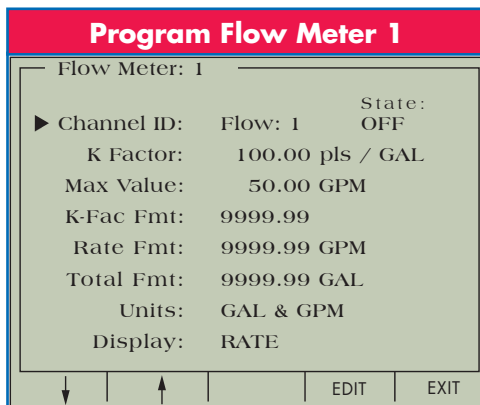 Program Flow Meter 1
Flow Meter: 1
State:
Channel ID: Flow: 1 OFF
K Factor: 100.00 pls / GAL
Max Value: 50.00 GPM
K-Fac Fmt: 9999.99
Rate Fmt: 9999.99 GPM
Total Fmt: 9999.99 GAL
Units: GAL & GPM
Display: RATE
EDIT EXIT